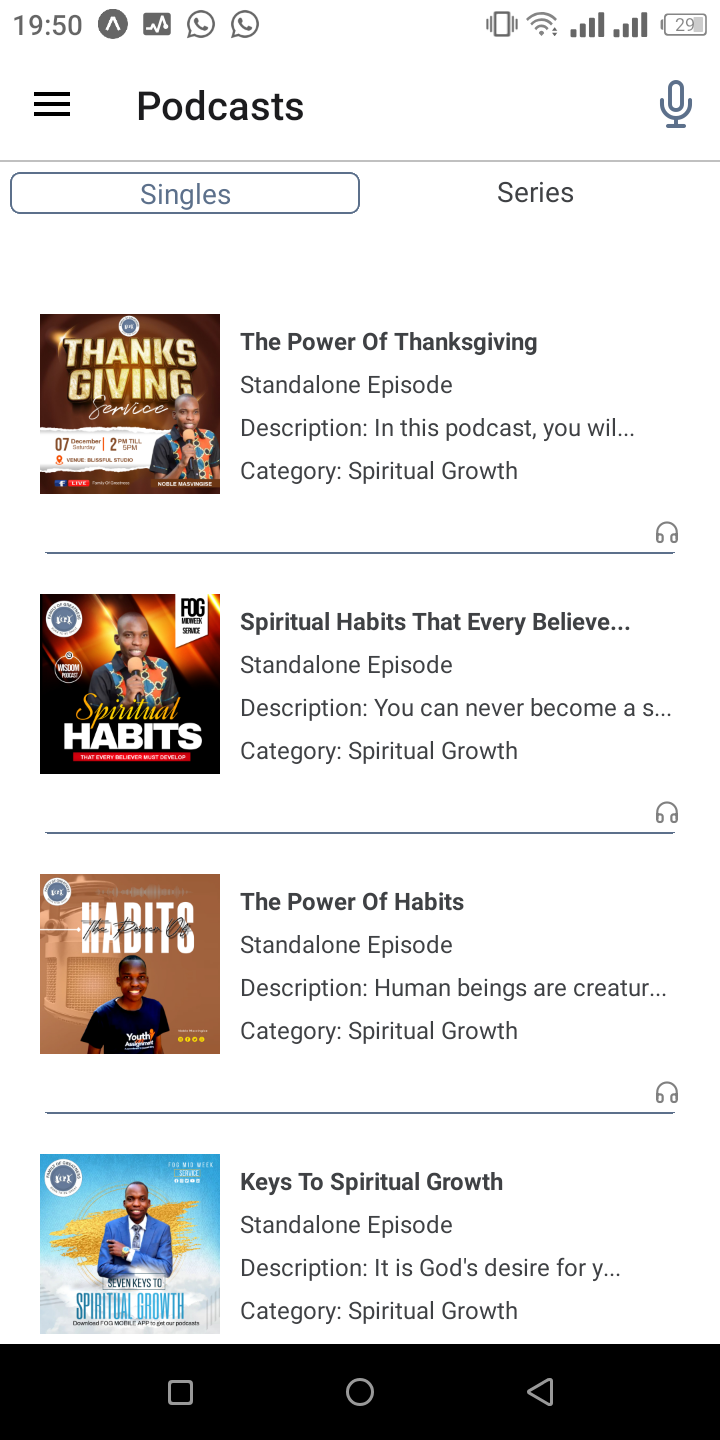 19:50
29
Podcasts
Singles
Series
THANKS
GIVING
Service
07 December
Saturday
2 PM TILL
5PM
VENUE: BLISSFUL STUDIO
LIVE Family Of Greatness
NOBLE MASVINGISE
The Power Of Thanksgiving
Standalone Episode
Description: In this podcast, you wil...
Category: Spiritual Growth
FOG
MIDWEEK
SERVICE
WISDOM
PODCAST
Spiritual
HABITS
THAT EVERY BELIEVER MUST DEVELOP
Spiritual Habits That Every Believe...
Standalone Episode
Description: You can never become a s...
Category: Spiritual Growth
The Power Of
HABITS
Youth
Assignment
The Power Of Habits
Standalone Episode
Description: Human beings are creatur...
Category: Spiritual Growth
FAMILY OF GREATNESS
FOG MID WEEK
SERVICE
SEVEN KEYS TO
SPIRITUAL GROWTH
Download FOG MOBILE APP to get our podcasts
Keys To Spiritual Growth
Standalone Episode
Description: It is God's desire for y...
Category: Spiritual Growth